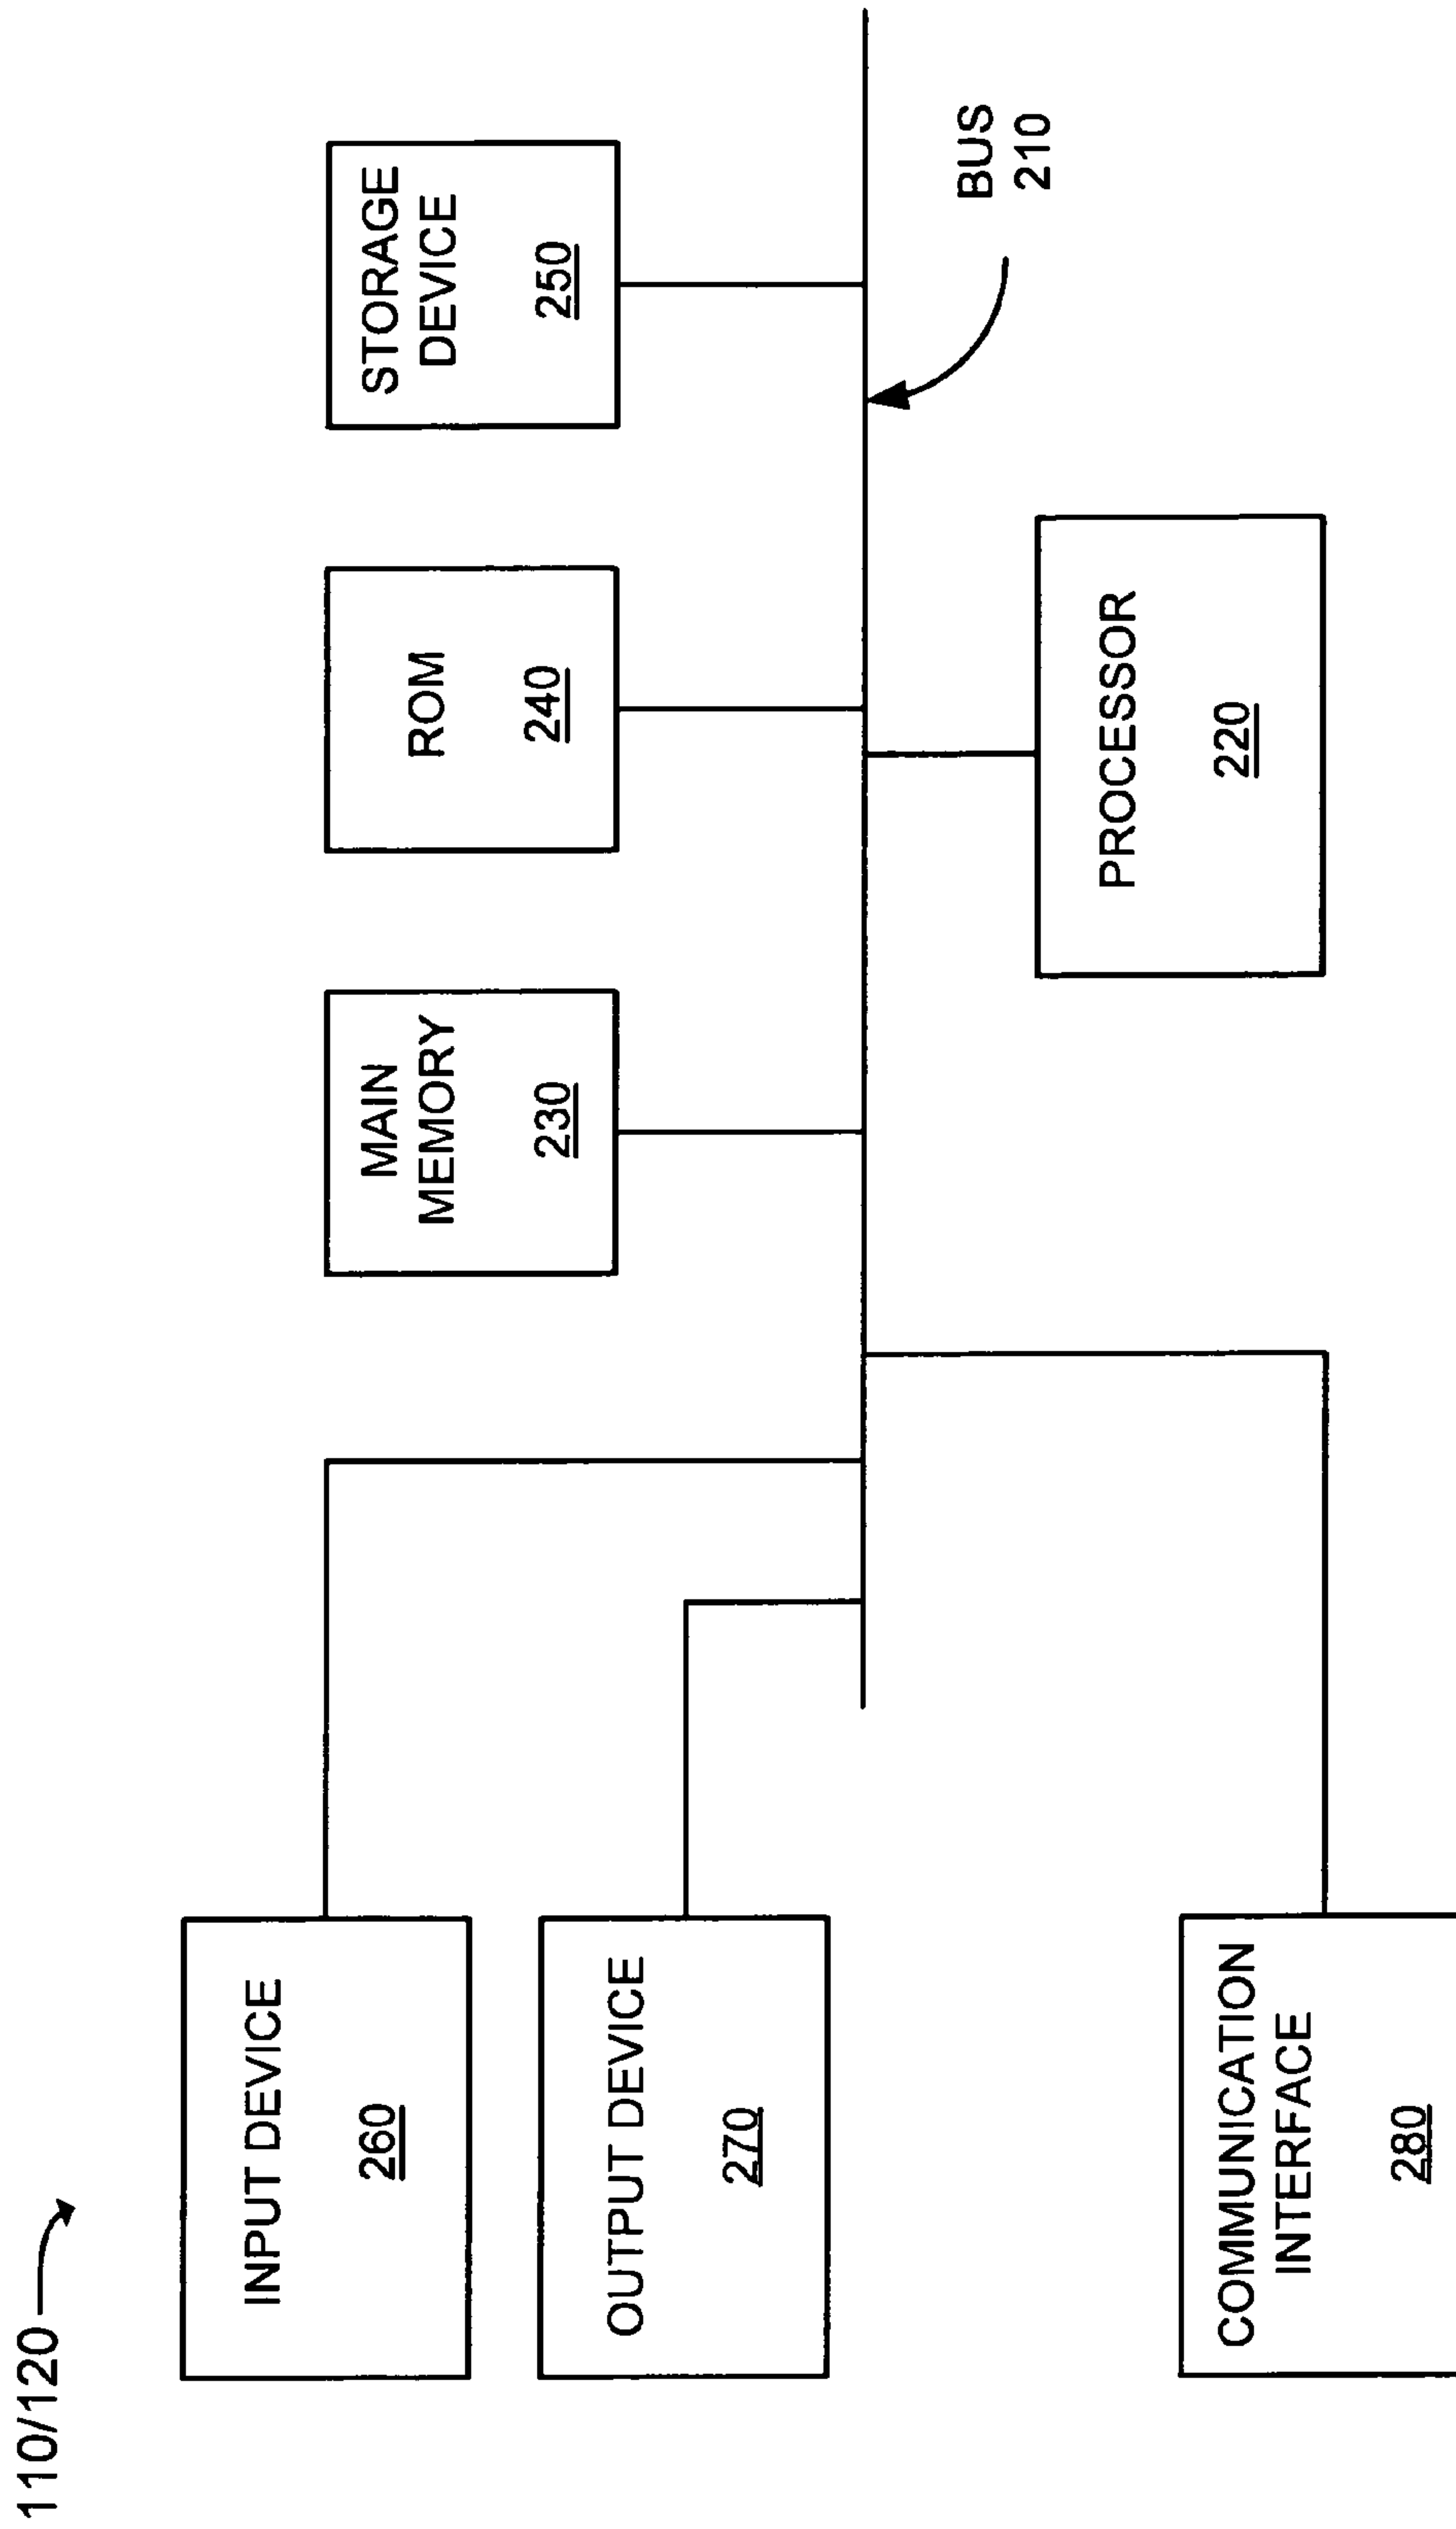 110/120
INPUT DEVICE
260
OUTPUT DEVICE
270
COMMUNICATION
INTERFACE
280
MAIN
MEMORY
230
ROM
240
STORAGE
DEVICE
250
PROCESSOR
220
BUS
210